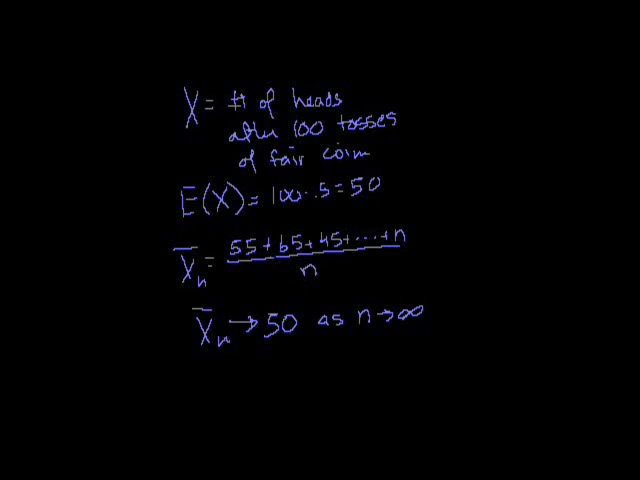 X = # of heads
after 100 tosses
of fair coin
E(X) = 100 · .5 = 50
X̄ₙ = (55 + 65 + 45 + ··· + n) / n
X̄ₙ → 50 as n → ∞